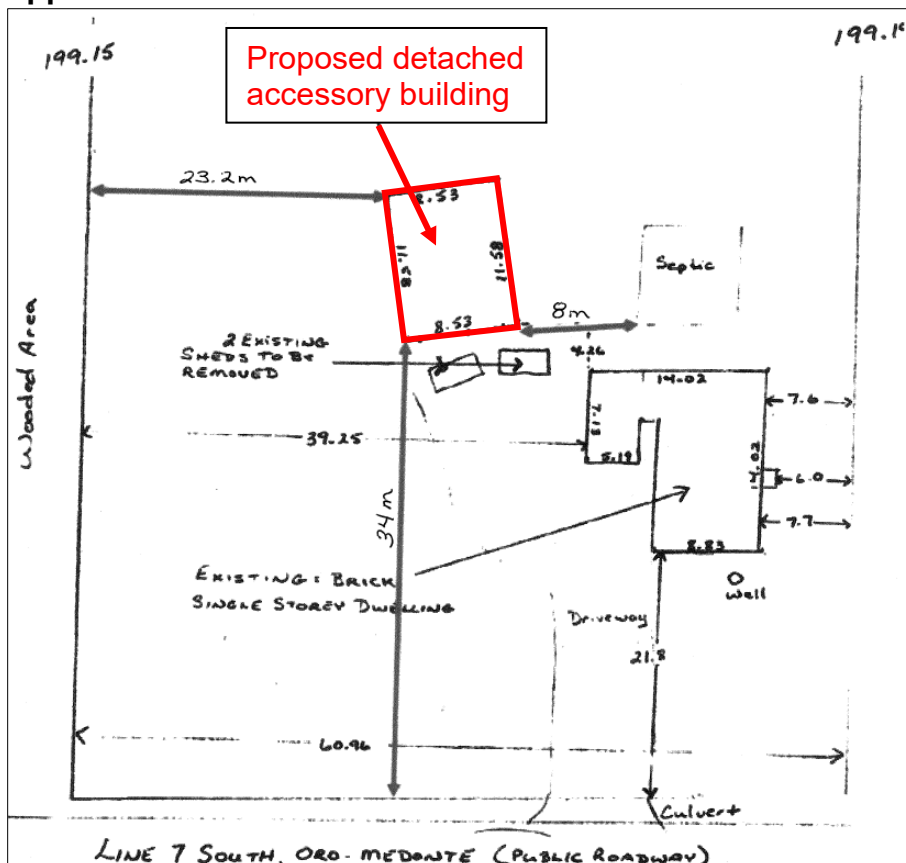 199.15
199.1
Proposed detached
accessory building
23.2m
8.53
11.58
11.58
8.53
8m
Septic
2 EXISTING
SHEDS TO BE
REMOVED
4.26
14.02
7.6
7.13
39.25
5.19
14.02
6.0
7.7
Wooded Area
34m
8.83
EXISTING: BRICK
SINGLE STOREY DWELLING
Well
Driveway
21.8
60.96
Culvert
LINE 7 SOUTH, ORO-MEDONTE (PUBLIC ROADWAY)